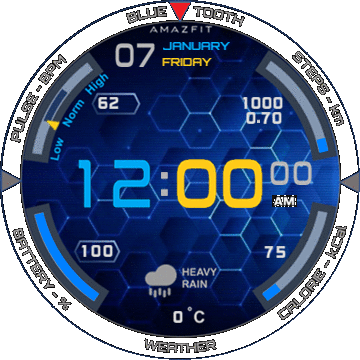 BLUE TOOTH
AMAZFIT
07 JANUARY
FRIDAY
PULSE - BPM
STEPS - KM
Low Norm High
62
1000
0.70
12:00 00
AM
100
75
HEAVY
RAIN
0°C
BATTERY - %
CALORIE - KCAL
WEATHER